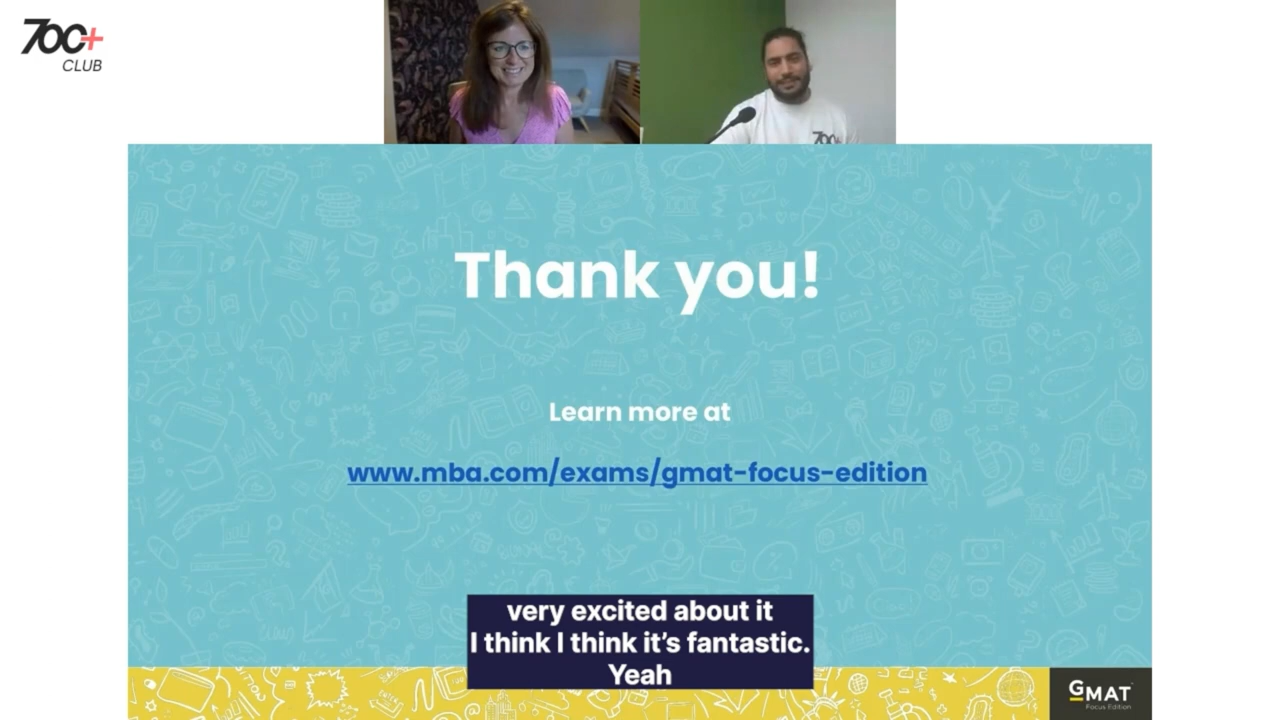 700+
CLUB
700+
Thank you!
Learn more at
www.mba.com/exams/gmat-focus-edition
very excited about it
I think I think it's fantastic.
Yeah
GMAT
Focus Edition